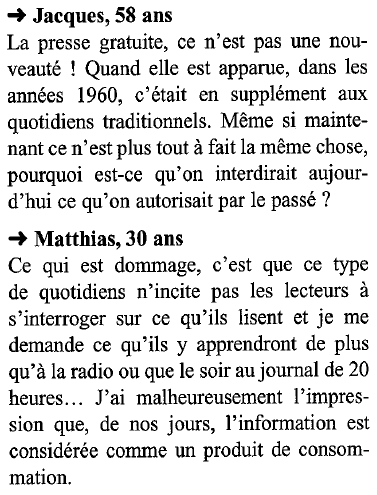 → Jacques, 58 ans
La presse gratuite, ce n'est pas une nou-
veauté ! Quand elle est apparue, dans les
années 1960, c'était en supplément aux
quotidiens traditionnels. Même si mainte-
nant ce n'est plus tout à fait la même chose,
pourquoi est-ce qu'on interdirait aujour-
d'hui ce qu'on autorisait par le passé ?
→ Matthias, 30 ans
Ce qui est dommage, c'est que ce type
de quotidiens n'incite pas les lecteurs à
s'interroger sur ce qu'ils lisent et je me
demande ce qu'ils y apprendront de plus
qu'à la radio ou que le soir au journal de 20
heures... J'ai malheureusement l'impres-
sion que, de nos jours, l'information est
considérée comme un produit de consom-
mation.